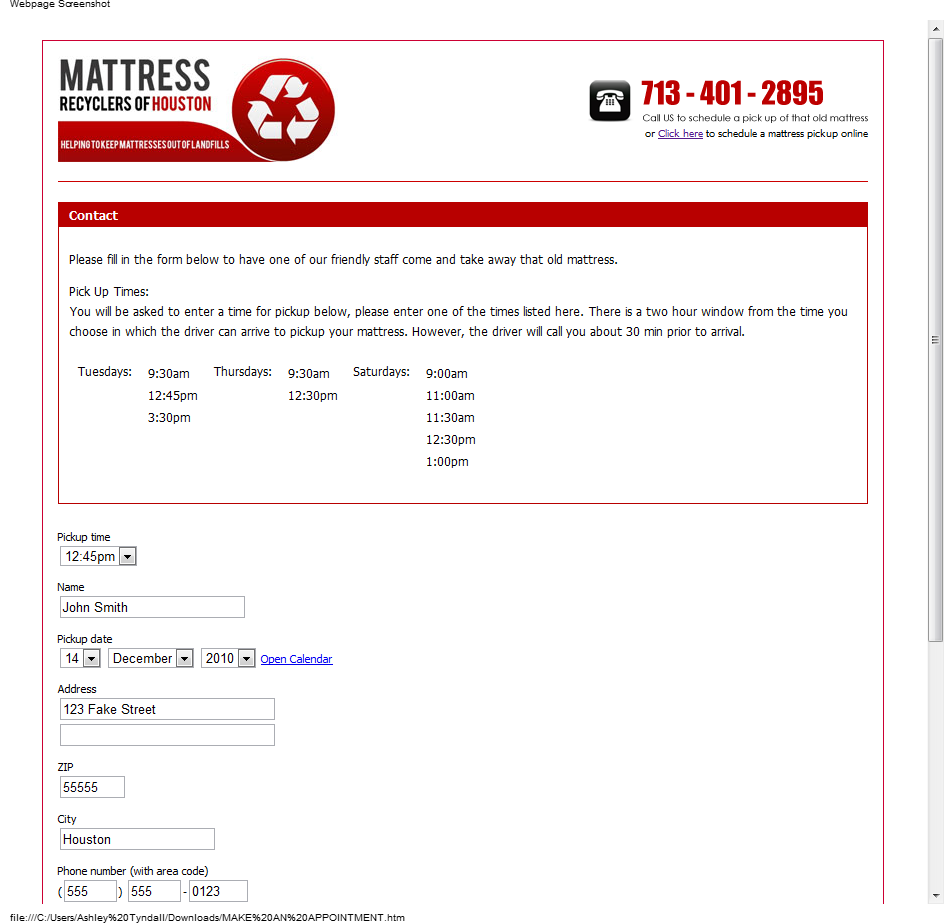 Webpage Screenshot
MATTRESS
RECYCLERS OF HOUSTON
HELPING TO KEEP MATTRESSES OUT OF LANDFILLS
713 - 401 - 2895
Call US to schedule a pick up of that old mattress
or Click here to schedule a mattress pickup online
Contact
Please fill in the form below to have one of our friendly staff come and take away that old mattress.
Pick Up Times:
You will be asked to enter a time for pickup below, please enter one of the times listed here. There is a two hour window from the time you
choose in which the driver can arrive to pickup your mattress. However, the driver will call you about 30 min prior to arrival.
Tuesdays: 9:30am Thursdays: 9:30am Saturdays: 9:00am
12:45pm 12:30pm 11:00am
3:30pm 11:30am
12:30pm
1:00pm
Pickup time
12:45pm
Name
John Smith
Pickup date
14 December 2010 Open Calendar
Address
123 Fake Street
ZIP
55555
City
Houston
Phone number (with area code)
( 555 ) 555 - 0123
file:///C:/Users/Ashley%20Tyndall/Downloads/MAKE%20AN%20APPOINTMENT.htm